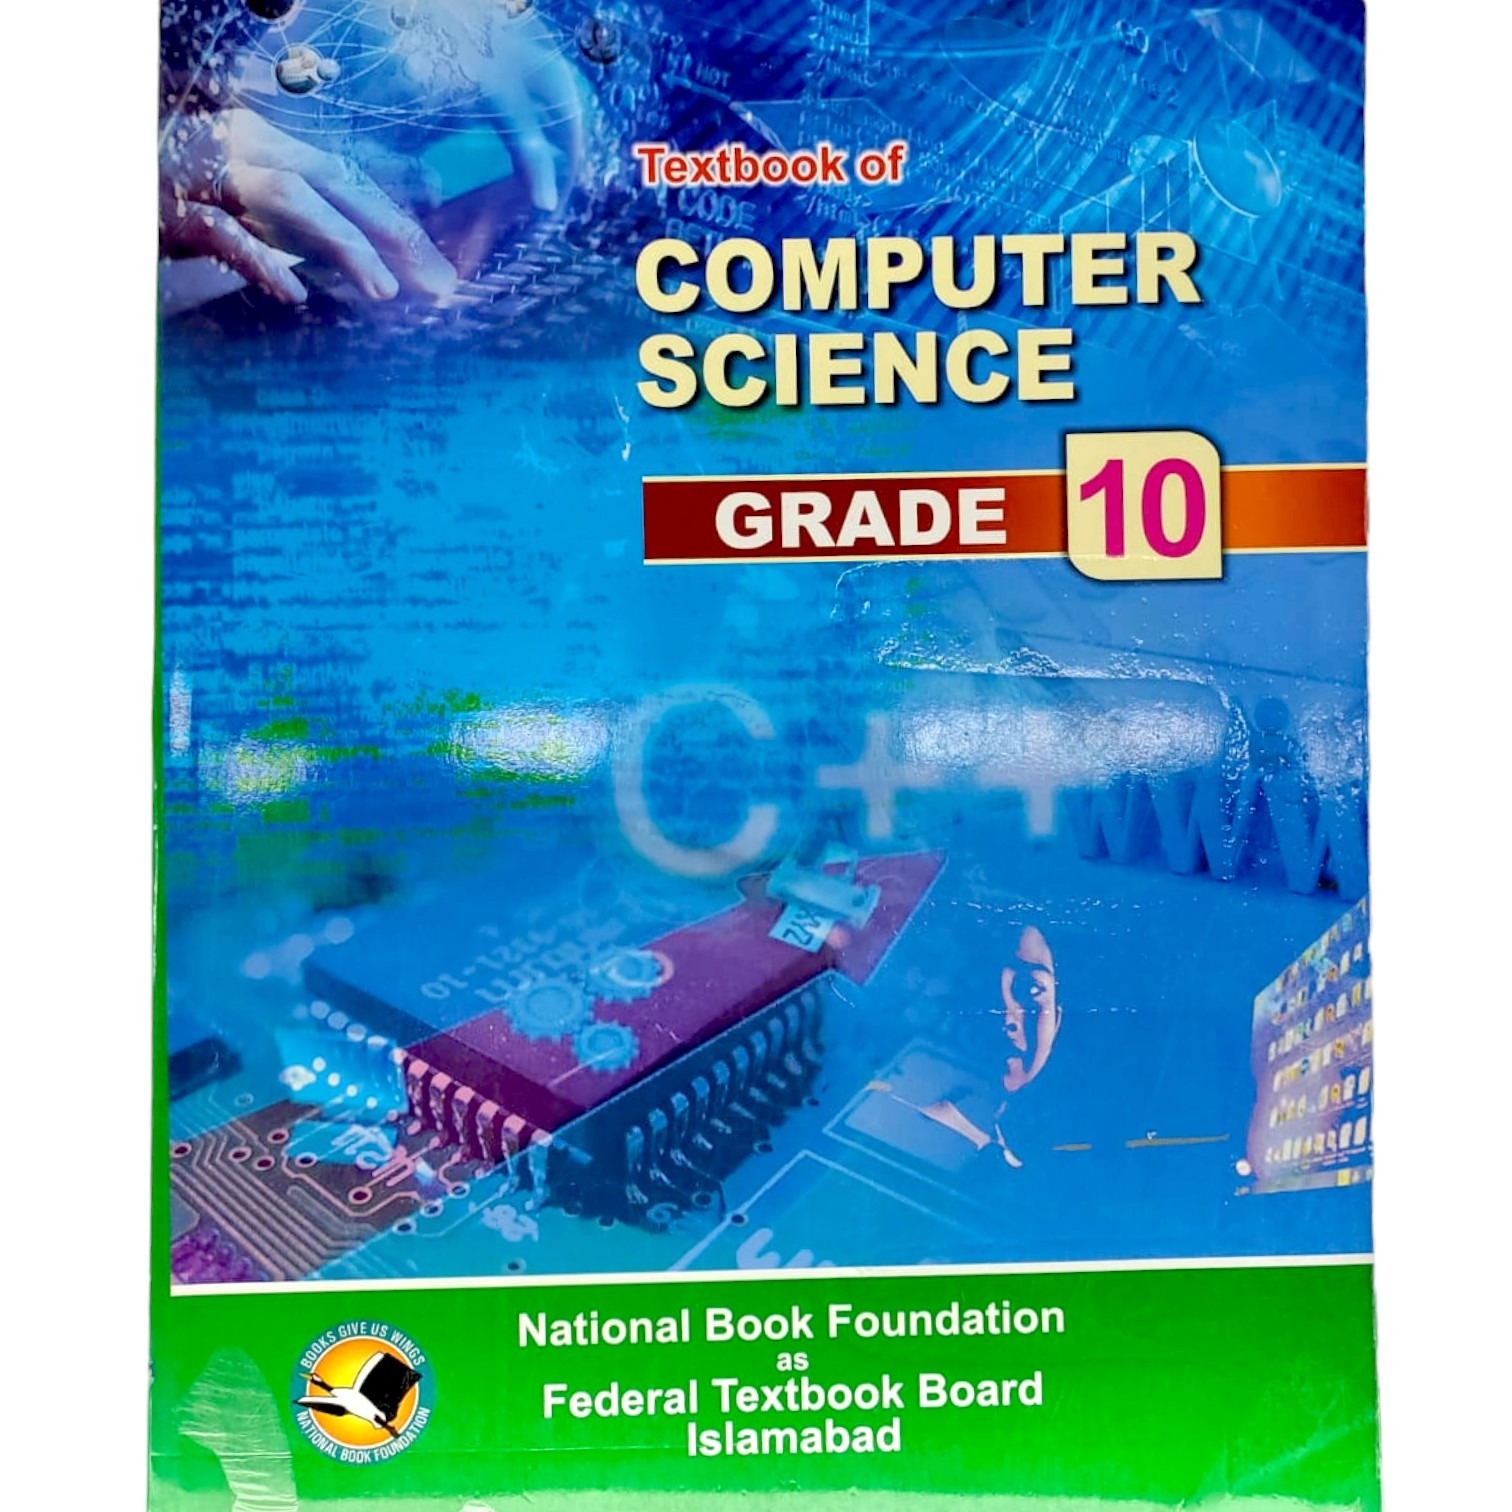 Textbook of
COMPUTER
SCIENCE
GRADE 10
C++
WWW
National Book Foundation
as
Federal Textbook Board
Islamabad
BOOKS GIVE US WINGS
NATIONAL BOOK FOUNDATION